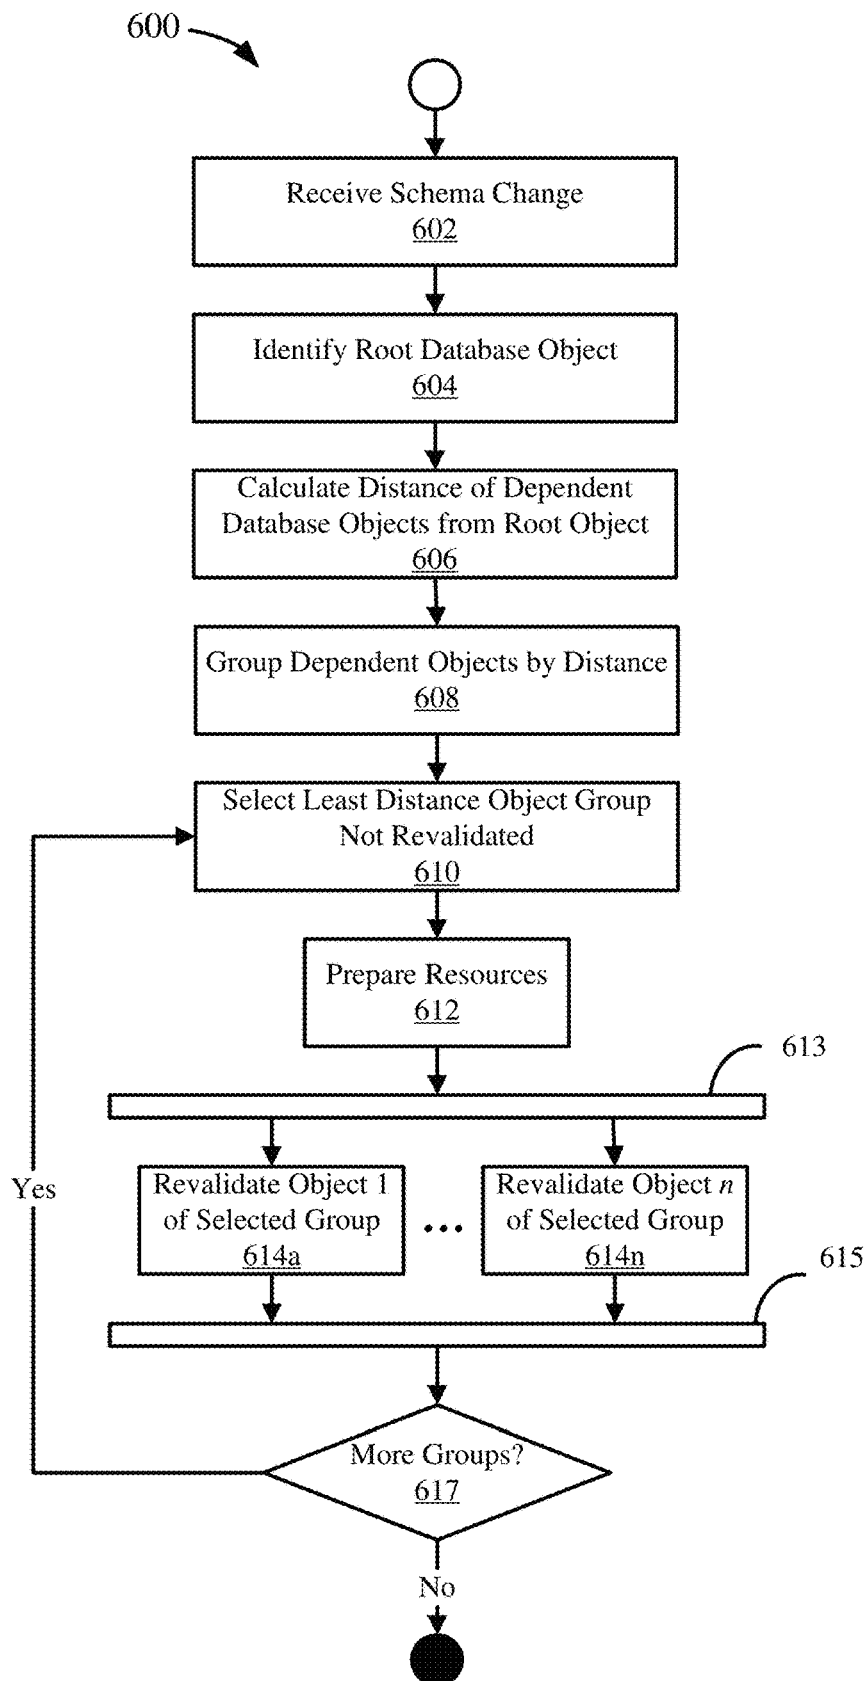 600
Receive Schema Change
602
Identify Root Database Object
604
Calculate Distance of Dependent
Database Objects from Root Object
606
Group Dependent Objects by Distance
608
Select Least Distance Object Group
Not Revalidated
610
Prepare Resources
612
613
Revalidate Object 1
of Selected Group
614a
...
Revalidate Object n
of Selected Group
614n
Yes
615
More Groups?
617
No